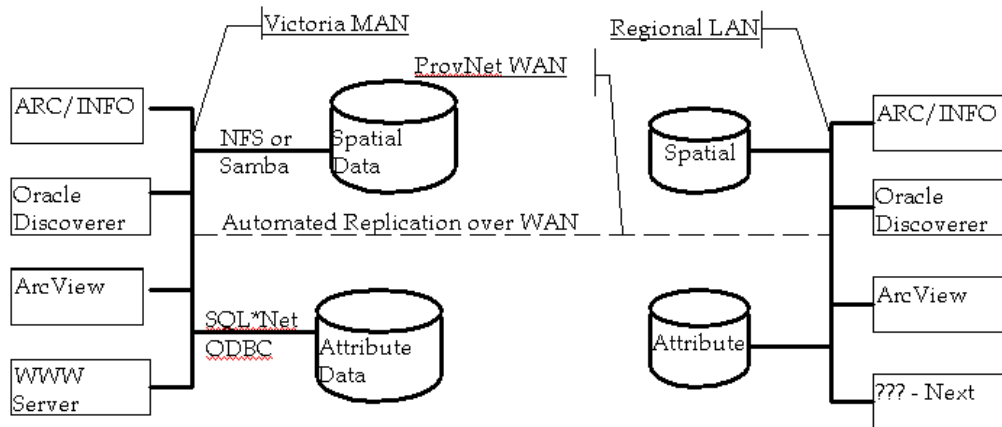 Victoria MAN
Regional LAN
ProvNet WAN
ARC/INFO
NFS or
Samba
Spatial
Data
Spatial
ARC/INFO
Oracle
Discoverer
Automated Replication over WAN
Oracle
Discoverer
ArcView
SQL*Net
ODBC
Attribute
Data
Attribute
ArcView
WWW
Server
??? - Next